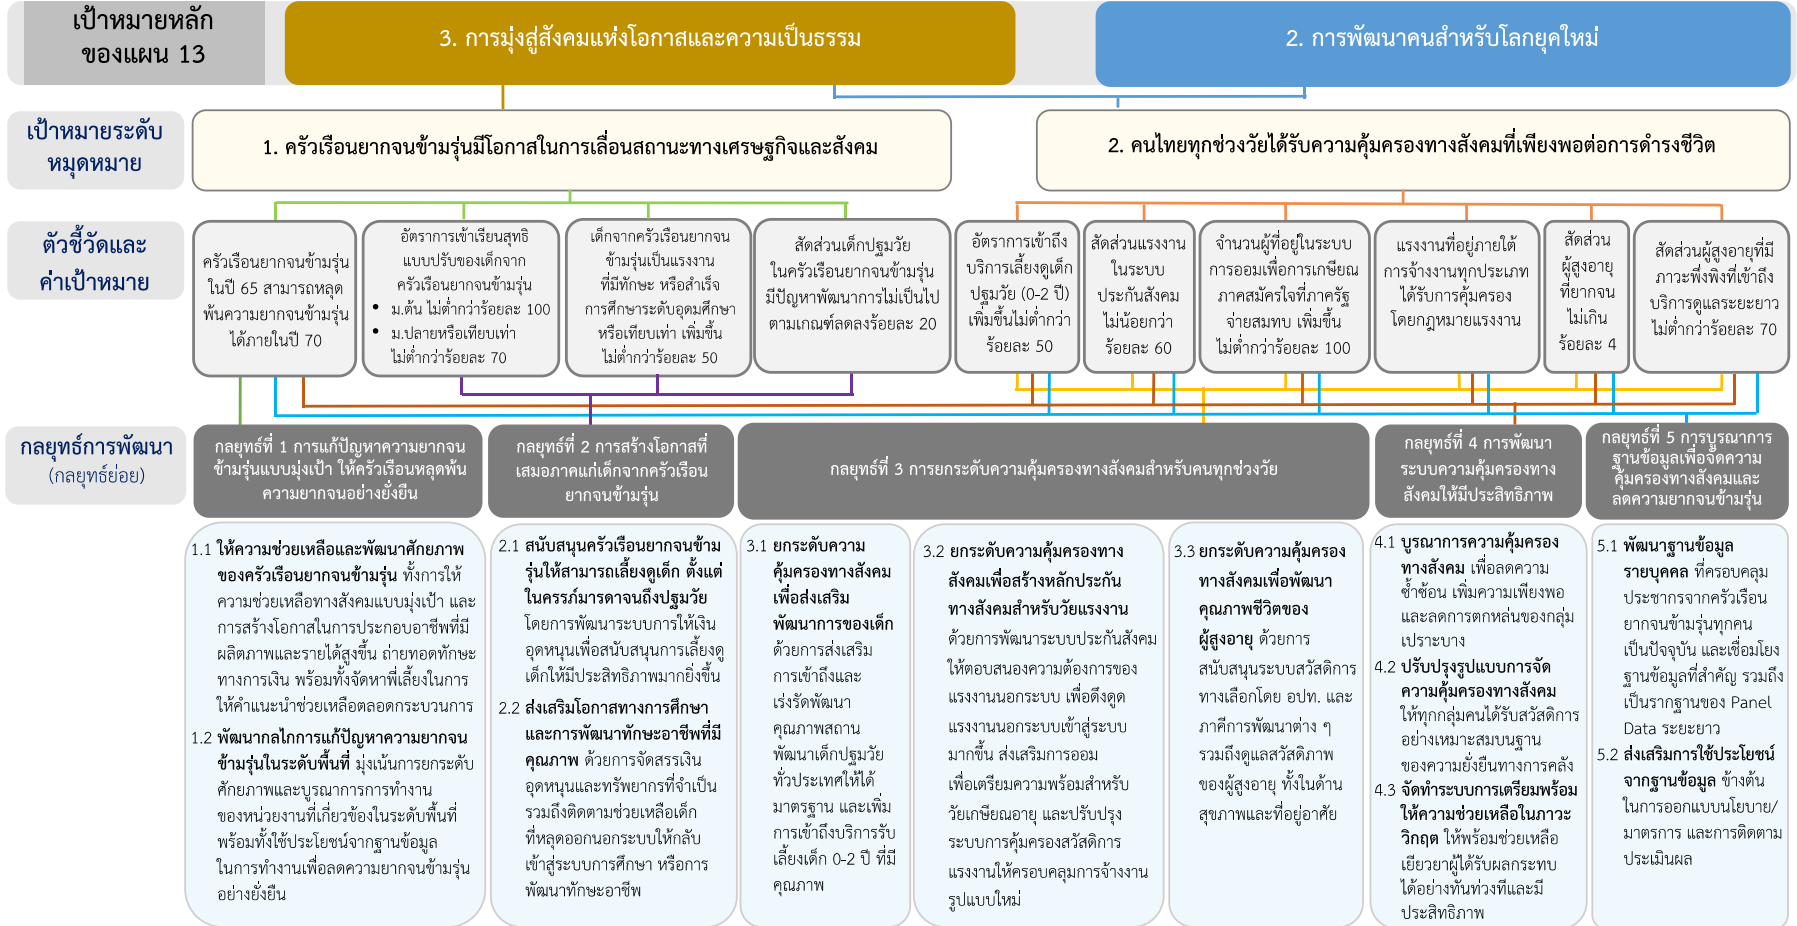 เป้าหมายหลัก
ของแผน 13
3. การมุ่งสู่สังคมแห่งโอกาสและความเป็นธรรม
2. การพัฒนาคนสำหรับโลกยุคใหม่
เป้าหมายระดับ
หมุดหมาย
1. ครัวเรือนยากจนข้ามรุ่นมีโอกาสในการเลื่อนสถานะทางเศรษฐกิจและสังคม
2. คนไทยทุกช่วงวัยได้รับความคุ้มครองทางสังคมที่เพียงพอต่อการดำรงชีวิต
ตัวชี้วัดและ
ค่าเป้าหมาย
ครัวเรือนยากจนข้ามรุ่น
ในปี 65 สามารถหลุด
พ้นความยากจนข้ามรุ่น
ได้ภายในปี 70
อัตราการเข้าเรียนสุทธิ
แบบปรับของเด็กจาก
ครัวเรือนยากจนข้ามรุ่น
• ม.ต้น ไม่ต่ำกว่าร้อยละ 100
• ม.ปลายหรือเทียบเท่า
ไม่ต่ำกว่าร้อยละ 70
เด็กจากครัวเรือนยากจน
ข้ามรุ่นเป็นแรงงาน
ที่มีทักษะ หรือสำเร็จ
การศึกษาระดับอุดมศึกษา
หรือเทียบเท่า เพิ่มขึ้น
ไม่ต่ำกว่าร้อยละ 50
สัดส่วนเด็กปฐมวัย
ในครัวเรือนยากจนข้ามรุ่น
มีปัญหาพัฒนาการไม่เป็นไป
ตามเกณฑ์ลดลงร้อยละ 20
อัตราการเข้าถึง
บริการเลี้ยงดูเด็ก
ปฐมวัย (0-2 ปี)
เพิ่มขึ้นไม่ต่ำกว่า
ร้อยละ 50
สัดส่วนแรงงาน
ในระบบ
ประกันสังคม
ไม่น้อยกว่า
ร้อยละ 60
จำนวนผู้ที่อยู่ในระบบ
การออมเพื่อการเกษียณ
ภาคสมัครใจที่ภาครัฐ
จ่ายสมทบ เพิ่มขึ้น
ไม่ต่ำกว่าร้อยละ 100
แรงงานที่อยู่ภายใต้
การจ้างงานทุกประเภท
ได้รับการคุ้มครอง
โดยกฎหมายแรงงาน
สัดส่วน
ผู้สูงอายุ
ที่ยากจน
ไม่เกิน
ร้อยละ 4
สัดส่วนผู้สูงอายุที่มี
ภาวะพึ่งพิงที่เข้าถึง
บริการดูแลระยะยาว
ไม่ต่ำกว่าร้อยละ 70
กลยุทธ์การพัฒนา
(กลยุทธ์ย่อย)
กลยุทธ์ที่ 1 การแก้ปัญหาความยากจน
ข้ามรุ่นแบบมุ่งเป้า ให้ครัวเรือนหลุดพ้น
ความยากจนอย่างยั่งยืน
กลยุทธ์ที่ 2 การสร้างโอกาสที่
เสมอภาคแก่เด็กจากครัวเรือน
ยากจนข้ามรุ่น
กลยุทธ์ที่ 3 การยกระดับความคุ้มครองทางสังคมสำหรับคนทุกช่วงวัย
กลยุทธ์ที่ 4 การพัฒนา
ระบบความคุ้มครองทาง
สังคมให้มีประสิทธิภาพ
กลยุทธ์ที่ 5 การบูรณาการ
ฐานข้อมูลเพื่อจัดความ
คุ้มครองทางสังคมและ
ลดความยากจนข้ามรุ่น
1.1 ให้ความช่วยเหลือและพัฒนาศักยภาพ
ของครัวเรือนยากจนข้ามรุ่น ทั้งการให้
ความช่วยเหลือทางสังคมแบบมุ่งเป้า และ
การสร้างโอกาสในการประกอบอาชีพที่มี
ผลิตภาพและรายได้สูงขึ้น ถ่ายทอดทักษะ
ทางการเงิน พร้อมทั้งจัดหาพี่เลี้ยงในการ
ให้คำแนะนำช่วยเหลือตลอดกระบวนการ
1.2 พัฒนากลไกการแก้ปัญหาความยากจน
ข้ามรุ่นในระดับพื้นที่ มุ่งเน้นการยกระดับ
ศักยภาพและบูรณาการการทำงาน
ของหน่วยงานที่เกี่ยวข้องในระดับพื้นที่
พร้อมทั้งใช้ประโยชน์จากฐานข้อมูล
ในการทำงานเพื่อลดความยากจนข้ามรุ่น
อย่างยั่งยืน
2.1 สนับสนุนครัวเรือนยากจนข้าม
รุ่นให้สามารถเลี้ยงดูเด็ก ตั้งแต่
ในครรภ์มารดาจนถึงปฐมวัย
โดยการพัฒนาระบบการให้เงิน
อุดหนุนเพื่อสนับสนุนการเลี้ยงดู
เด็กให้มีประสิทธิภาพมากยิ่งขึ้น
2.2 ส่งเสริมโอกาสทางการศึกษา
และการพัฒนาทักษะอาชีพที่มี
คุณภาพ ด้วยการจัดสรรเงิน
อุดหนุนและทรัพยากรที่จำเป็น
รวมถึงติดตามช่วยเหลือเด็ก
ที่หลุดออกนอกระบบให้กลับ
เข้าสู่ระบบการศึกษา หรือการ
พัฒนาทักษะอาชีพ
3.1 ยกระดับความ
คุ้มครองทางสังคม
เพื่อส่งเสริม
พัฒนาการของเด็ก
ด้วยการส่งเสริม
การเข้าถึงและ
เร่งรัดพัฒนา
คุณภาพสถาน
พัฒนาเด็กปฐมวัย
ทั่วประเทศให้ได้
มาตรฐาน และเพิ่ม
การเข้าถึงบริการรับ
เลี้ยงเด็ก 0-2 ปี ที่มี
คุณภาพ
3.2 ยกระดับความคุ้มครองทาง
สังคมเพื่อสร้างหลักประกัน
ทางสังคมสำหรับวัยแรงงาน
ด้วยการพัฒนาระบบประกันสังคม
ให้ตอบสนองความต้องการของ
แรงงานนอกระบบ เพื่อดึงดูด
แรงงานนอกระบบเข้าสู่ระบบ
มากขึ้น ส่งเสริมการออม
เพื่อเตรียมความพร้อมสำหรับ
วัยเกษียณอายุ และปรับปรุง
ระบบการคุ้มครองสวัสดิการ
แรงงานให้ครอบคลุมการจ้างงาน
รูปแบบใหม่
3.3 ยกระดับความคุ้มครอง
ทางสังคมเพื่อพัฒนา
คุณภาพชีวิตของ
ผู้สูงอายุ ด้วยการ
สนับสนุนระบบสวัสดิการ
ทางเลือกโดย อปท. และ
ภาคีการพัฒนาต่าง ๆ
รวมถึงดูแลสวัสดิภาพ
ของผู้สูงอายุ ทั้งในด้าน
สุขภาพและที่อยู่อาศัย
4.1 บูรณาการความคุ้มครอง
ทางสังคม เพื่อลดความ
ซ้ำซ้อน เพิ่มความเพียงพอ
และลดการตกหล่นของกลุ่ม
เปราะบาง
4.2 ปรับปรุงรูปแบบการจัด
ความคุ้มครองทางสังคม
ให้ทุกกลุ่มคนได้รับสวัสดิการ
อย่างเหมาะสมบนฐาน
ของความยั่งยืนทางการคลัง
4.3 จัดทำระบบการเตรียมพร้อม
ให้ความช่วยเหลือในภาวะ
วิกฤต ให้พร้อมช่วยเหลือ
เยียวยาผู้ได้รับผลกระทบ
ได้อย่างทันท่วงทีและมี
ประสิทธิภาพ
5.1 พัฒนาฐานข้อมูล
รายบุคคล ที่ครอบคลุม
ประชากรจากครัวเรือน
ยากจนข้ามรุ่นทุกคน
เป็นปัจจุบัน และเชื่อมโยง
ฐานข้อมูลที่สำคัญ รวมถึง
เป็นรากฐานของ Panel
Data ระยะยาว
5.2 ส่งเสริมการใช้ประโยชน์
จากฐานข้อมูล ข้างต้น
ในการออกแบบนโยบาย/
มาตรการ และการติดตาม
ประเมินผล